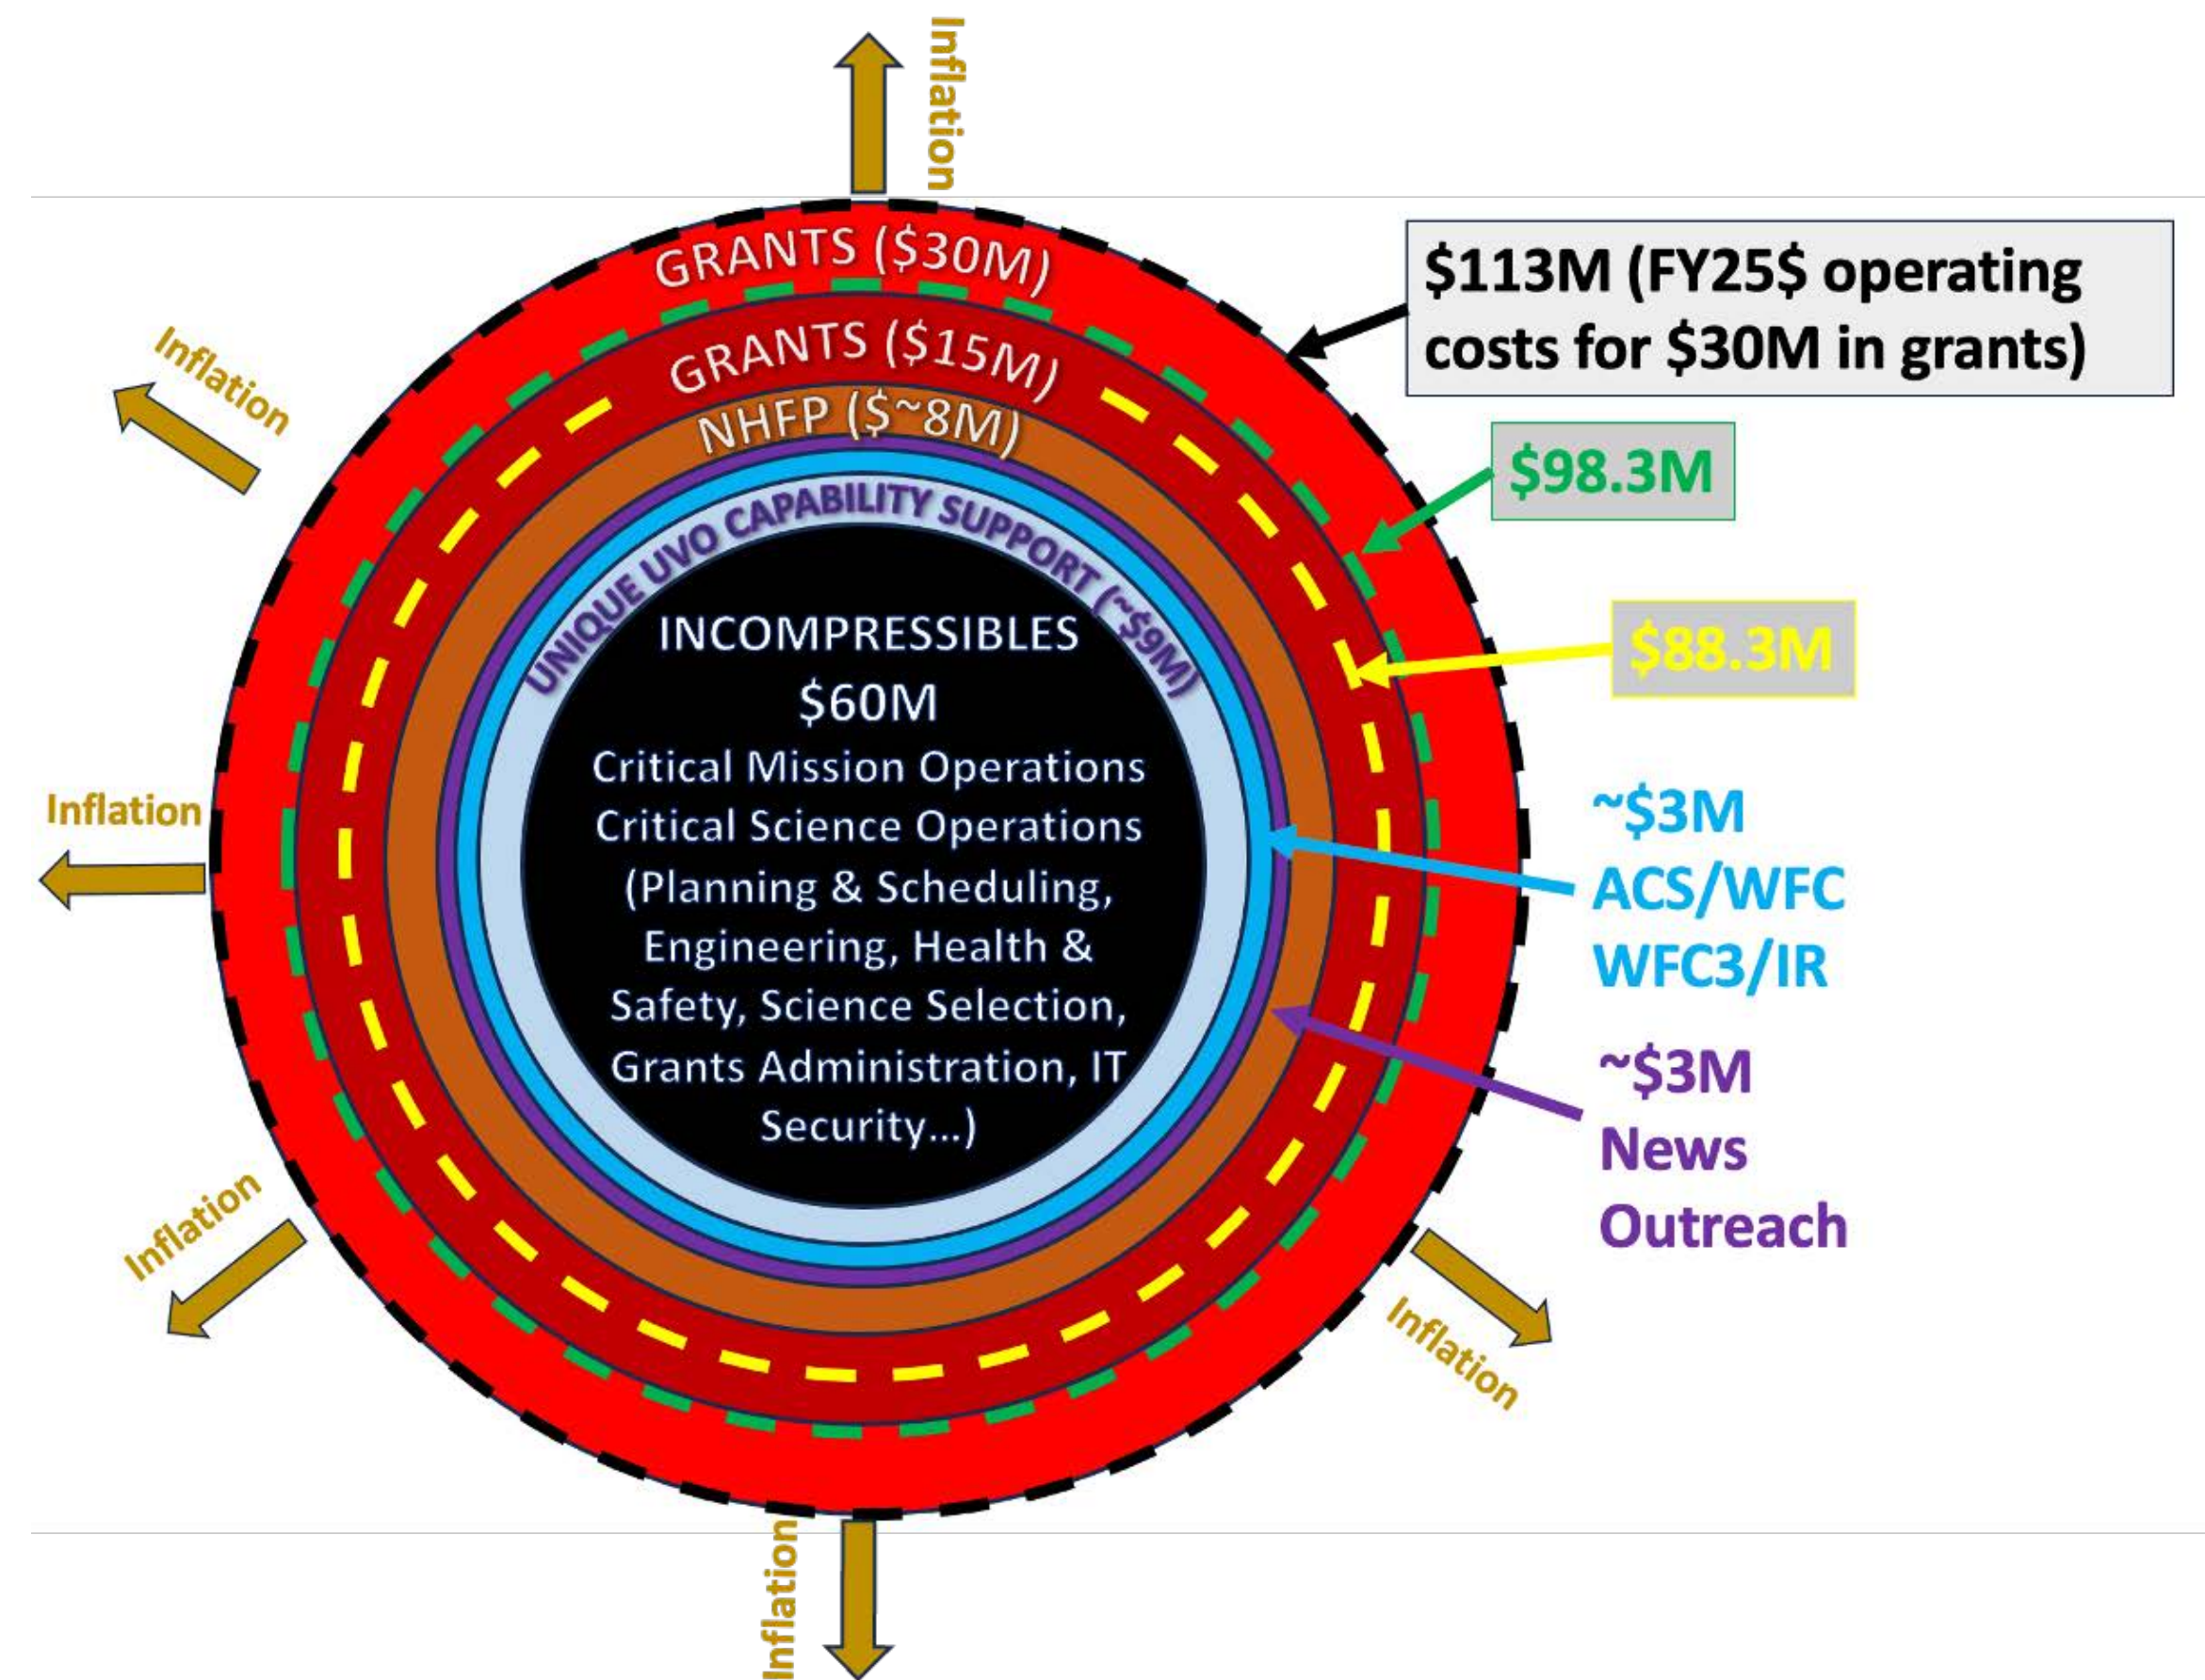 Inflation
GRANTS ($30M)
$113M (FY25$ operating
costs for $30M in grants)
Inflation
GRANTS ($15M)
NHFP ($~8M)
$98.3M
UNIQUE UVO CAPABILITY SUPPORT (~$9M)
$88.3M
INCOMPRESSIBLES
$60M
Critical Mission Operations
Critical Science Operations
(Planning & Scheduling,
Engineering, Health &
Safety, Science Selection,
Grants Administration, IT
Security...)
Inflation
~$3M
ACS/WFC
WFC3/IR
~$3M
News
Outreach
Inflation
Inflation
Inflation